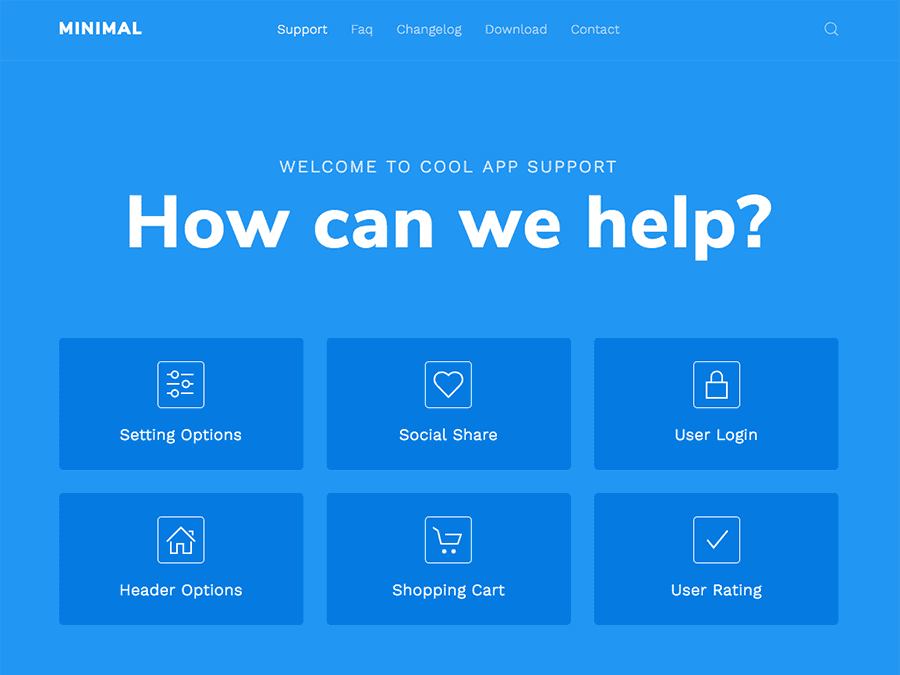 MINIMAL
Support Faq Changelog Download Contact
WELCOME TO COOL APP SUPPORT
How can we help?
Setting Options
Social Share
User Login
Header Options
Shopping Cart
User Rating